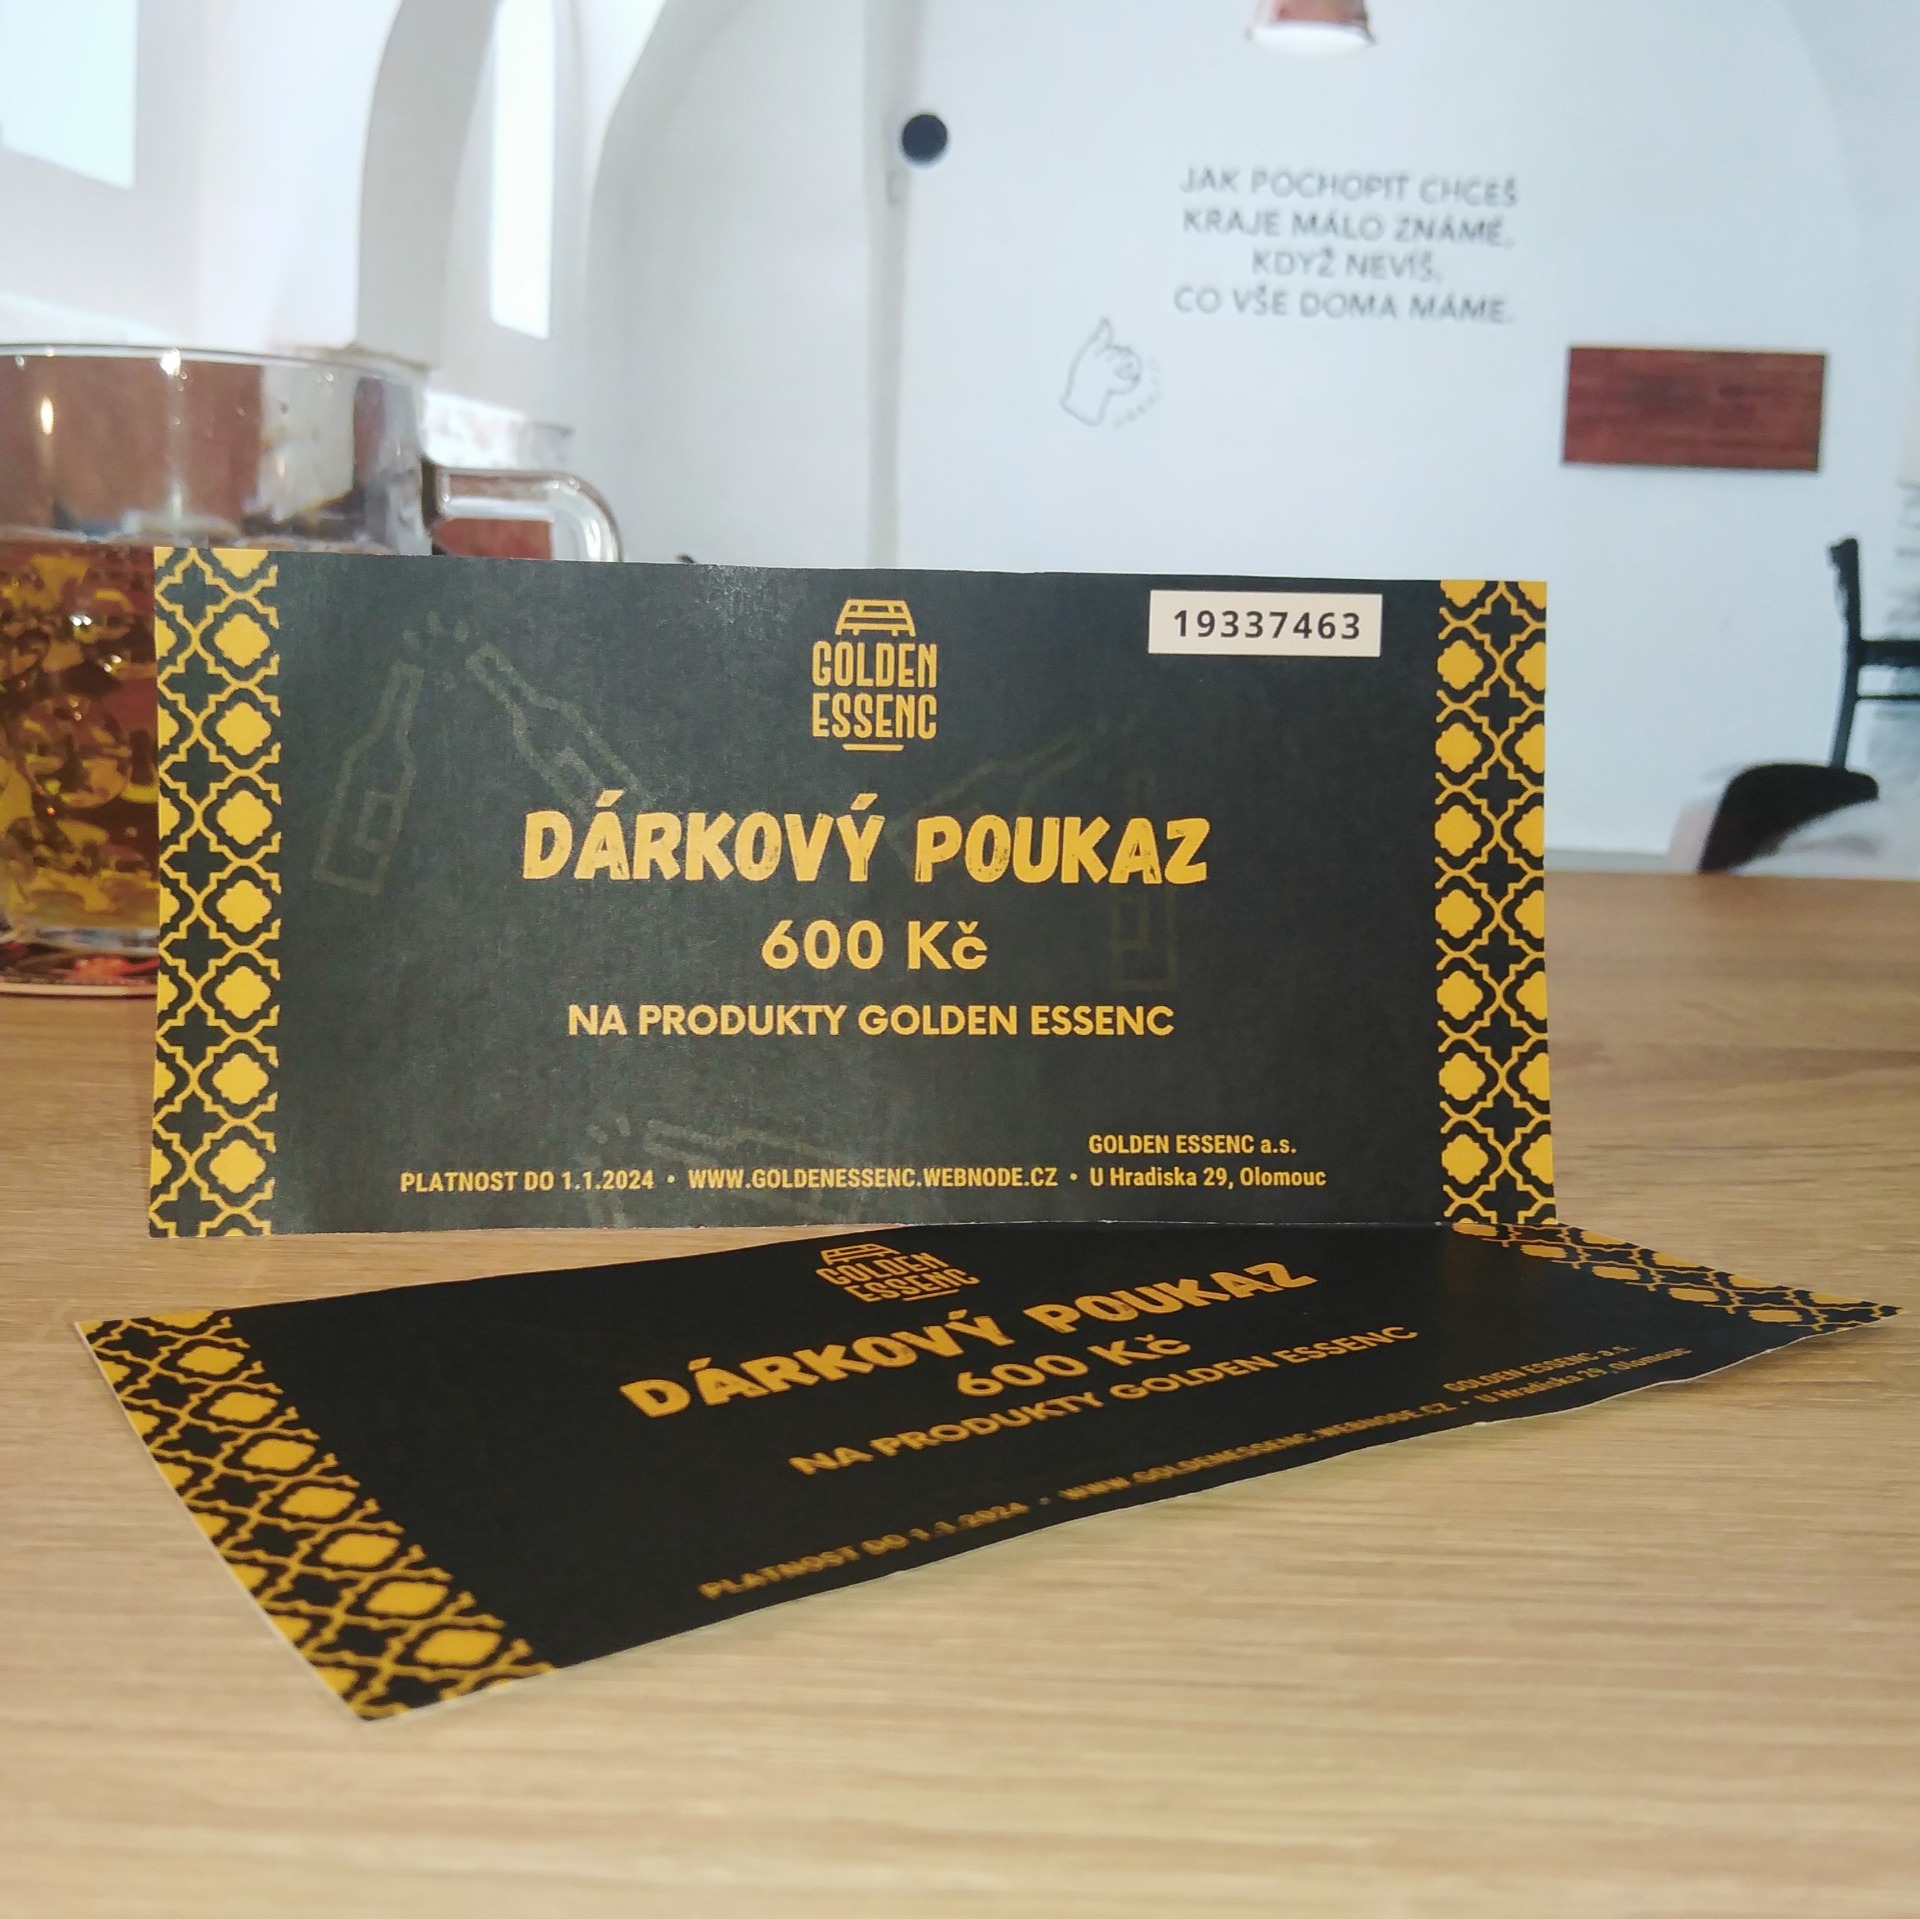 JAK POCHOPIT CHCEŠ
KRAJE MÁLO ZNÁMÉ,
KDYŽ NEVÍŠ,
CO VŠE DOMA MÁME.
19337463
GOLDEN
ESSENC
DÁRKOVÝ POUKAZ
600 Kč
NA PRODUKTY GOLDEN ESSENC
GOLDEN ESSENC a.s.
PLATNOST DO 1.1.2024 • WWW.GOLDENESSENC.WEBNODE.CZ • U Hradiska 29, Olomouc
GOLDEN
ESSENC
DÁRKOVÝ POUKAZ
600 Kč
NA PRODUKTY GOLDEN ESSENC
GOLDEN ESSENC a.s.
PLATNOST DO 1.1.2024 • WWW.GOLDENESSENC.WEBNODE.CZ • U Hradiska 29, Olomouc